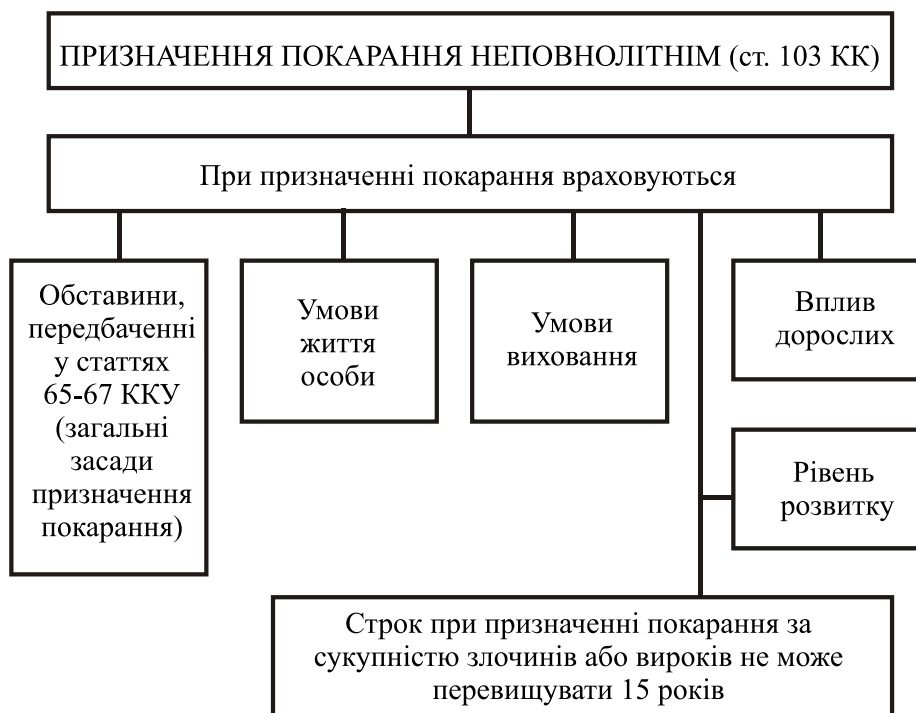 ПРИЗНАЧЕННЯ ПОКАРАННЯ НЕПОВНОЛІТНІМ (ст. 103 КК)
При призначенні покарання враховуються
Обставини,
передбаченні
у статтях
65-67 ККУ
(загальні
засади
призначення
покарання)
Умови
життя
особи
Умови
виховання
Вплив
дорослих
Рівень
розвитку
Строк при призначенні покарання за
сукупністю злочинів або вироків не може
перевищувати 15 років